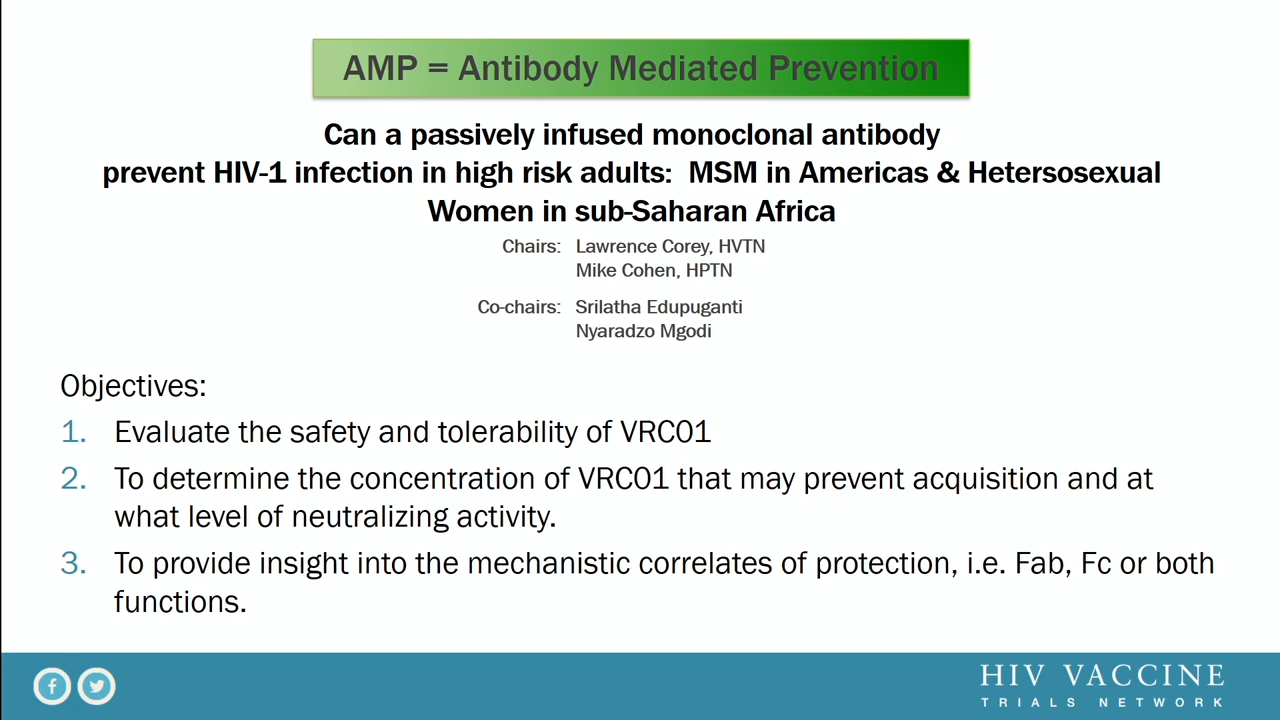 AMP = Antibody Mediated Prevention
Can a passively infused monoclonal antibody
prevent HIV-1 infection in high risk adults: MSM in Americas & Hetersosexual
Women in sub-Saharan Africa
Chairs: Lawrence Corey, HVTN
Mike Cohen, HPTN
Co-chairs: Srilatha Edupuganti
Nyaradzo Mgodi
Objectives:
1. Evaluate the safety and tolerability of VRC01
2. To determine the concentration of VRC01 that may prevent acquisition and at
what level of neutralizing activity.
3. To provide insight into the mechanistic correlates of protection, i.e. Fab, Fc or both
functions.
HIV VACCINE
TRIALS NETWORK